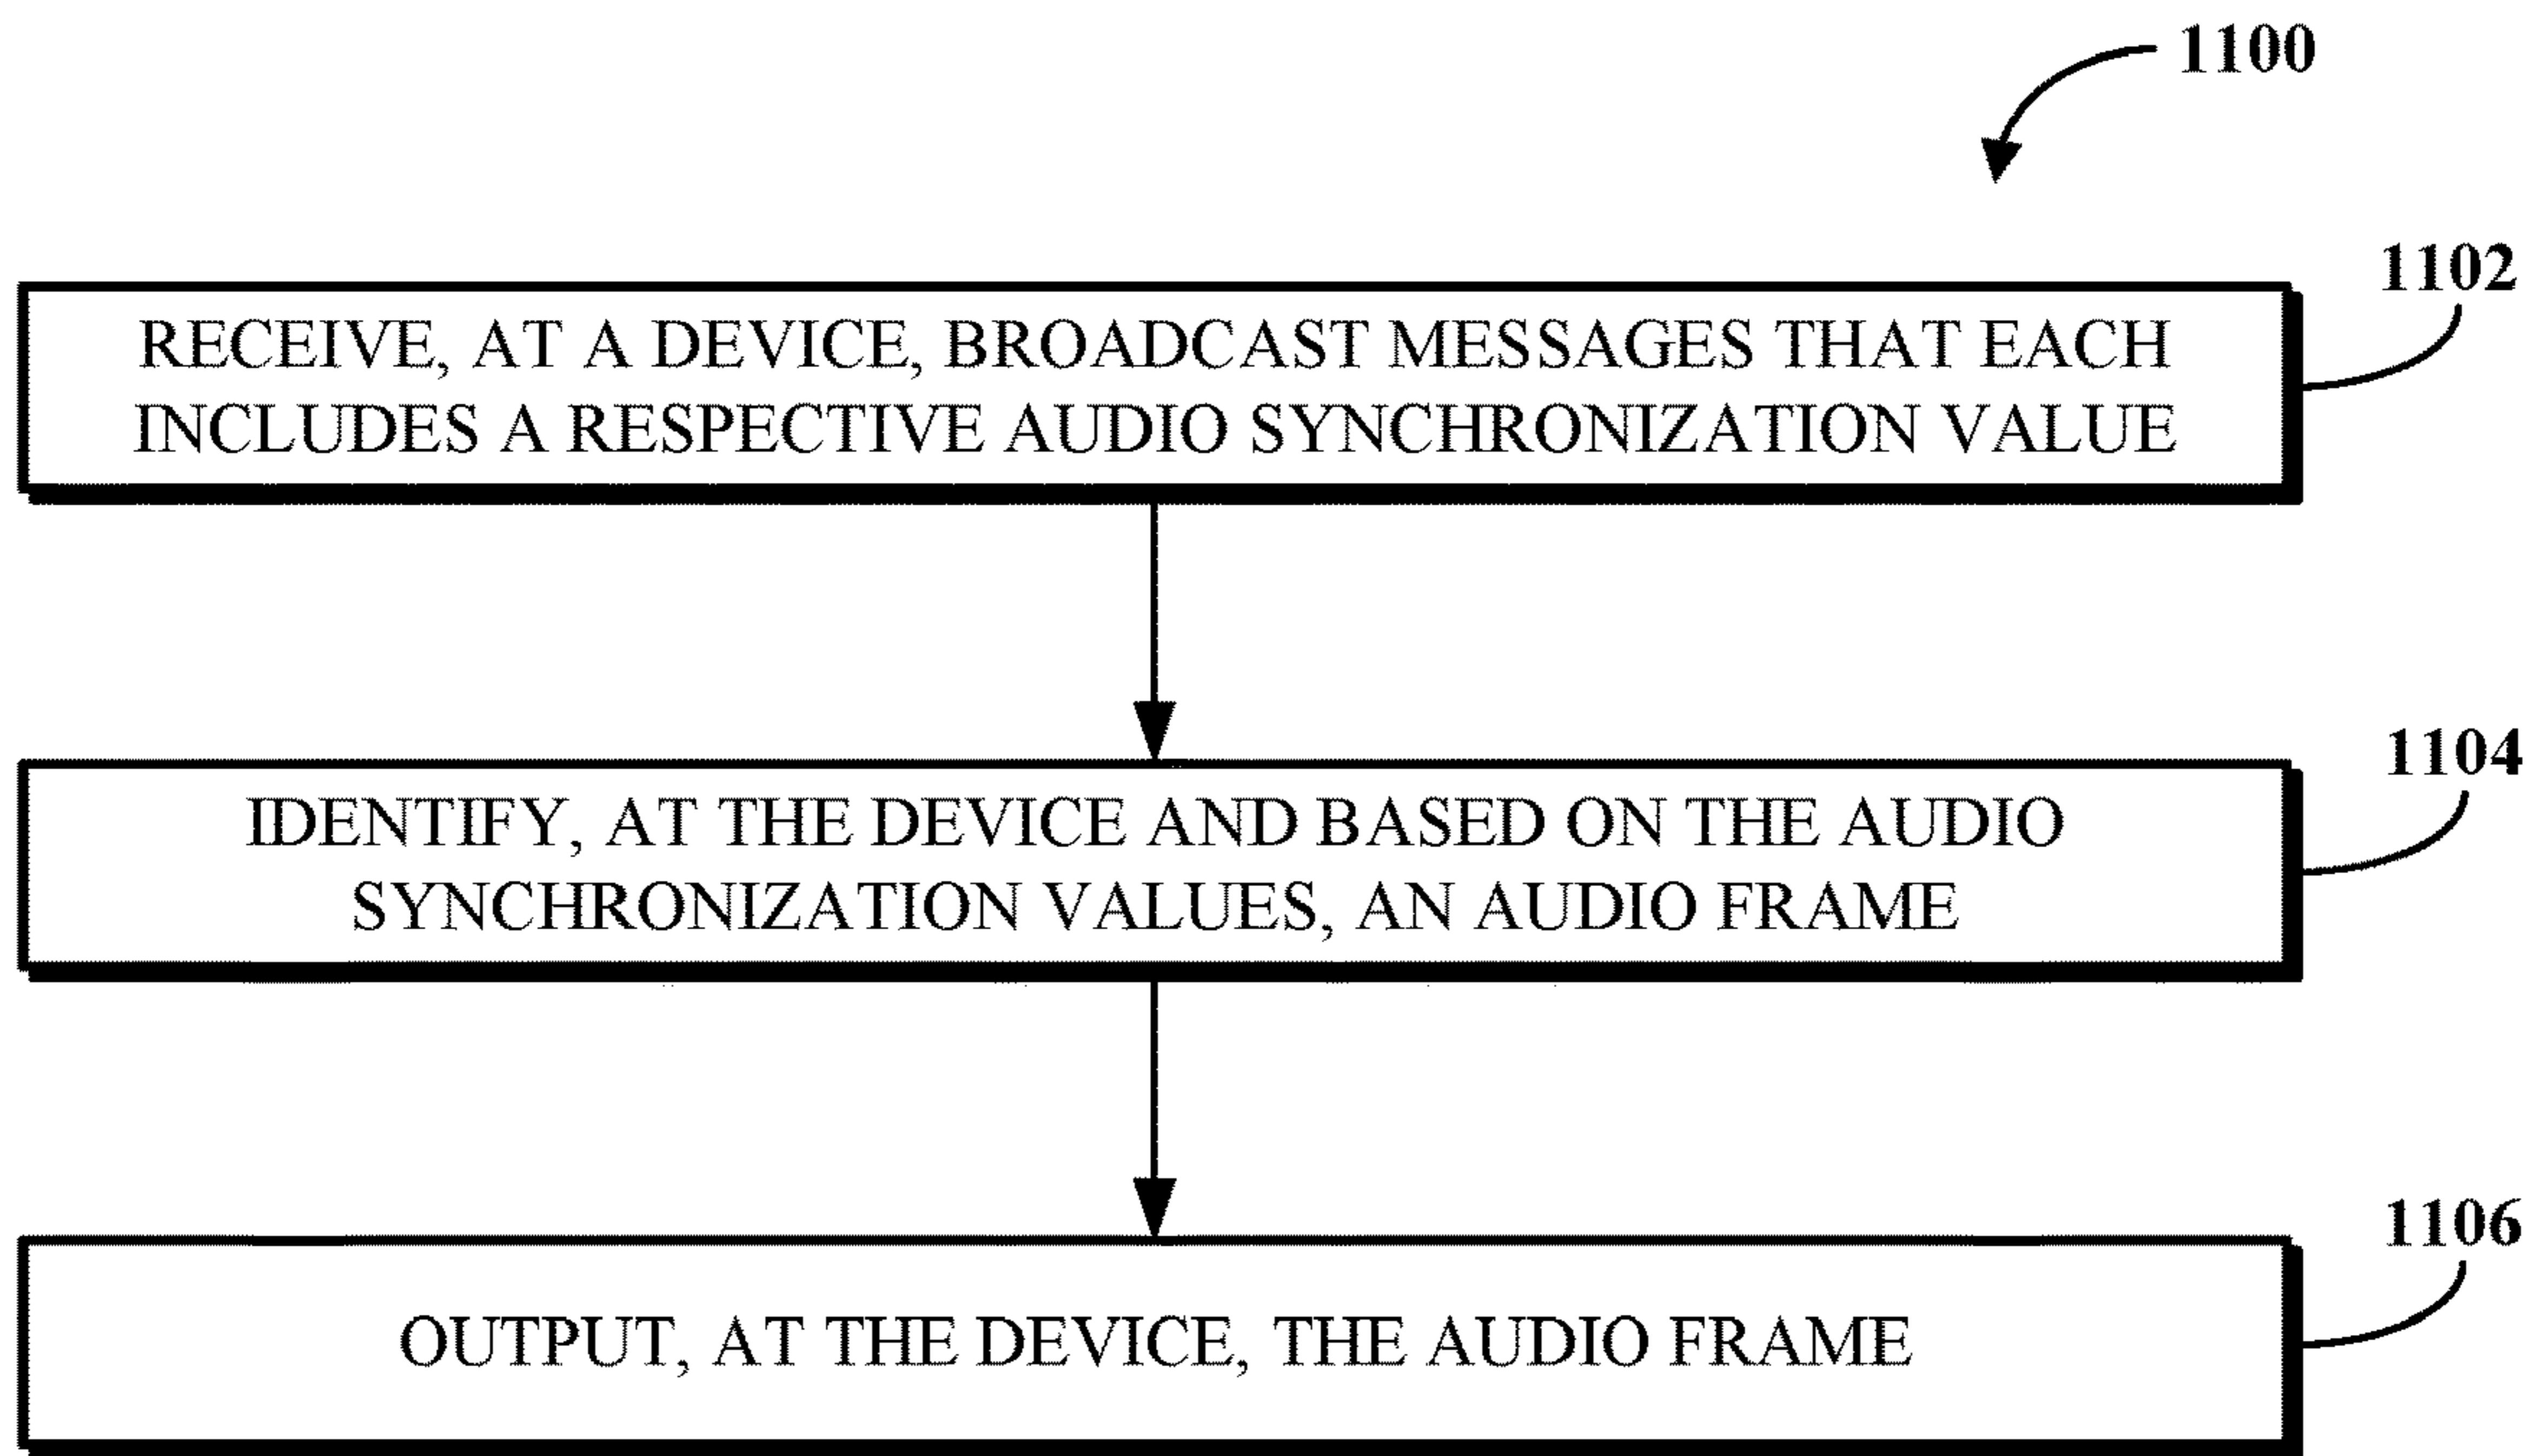 1100
1102
RECEIVE, AT A DEVICE, BROADCAST MESSAGES THAT EACH
INCLUDES A RESPECTIVE AUDIO SYNCHRONIZATION VALUE
1104
IDENTIFY, AT THE DEVICE AND BASED ON THE AUDIO
SYNCHRONIZATION VALUES, AN AUDIO FRAME
1106
OUTPUT, AT THE DEVICE, THE AUDIO FRAME